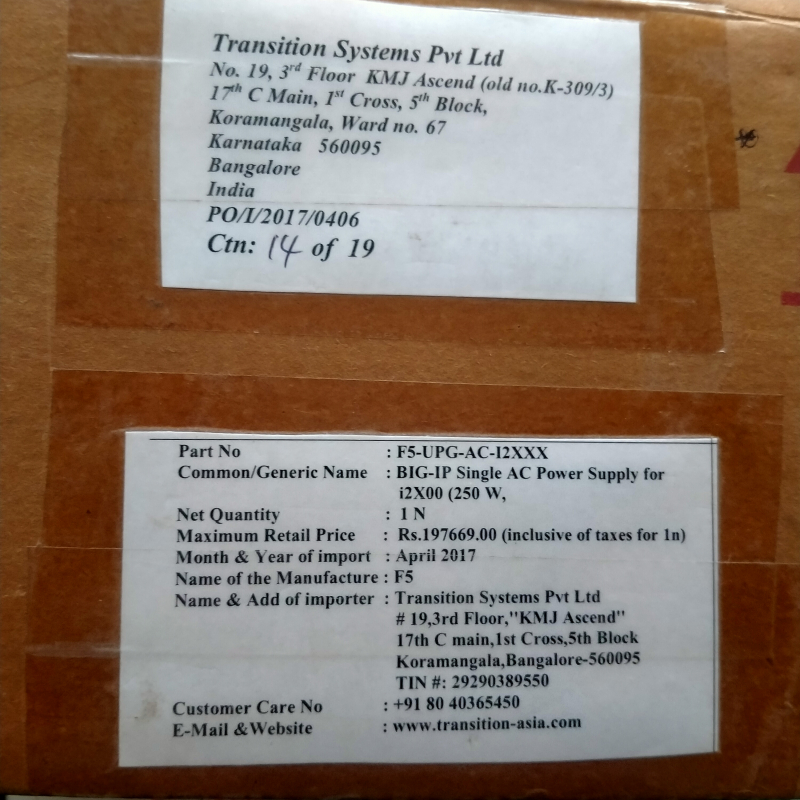 Transition Systems Pvt Ltd
No. 19, 3rd Floor KMJ Ascend (old no.K-309/3)
17th C Main, 1st Cross, 5th Block,
Koramangala, Ward no. 67
Karnataka 560095
Bangalore
India
PO/I/2017/0406
Ctn: 14 of 19
Part No : F5-UPG-AC-I2XXX
Common/Generic Name : BIG-IP Single AC Power Supply for
i2X00 (250 W,
Net Quantity : 1 N
Maximum Retail Price : Rs.197669.00 (inclusive of taxes for 1n)
Month & Year of import : April 2017
Name of the Manufacture : F5
Name & Add of importer : Transition Systems Pvt Ltd
# 19,3rd Floor,"KMJ Ascend"
17th C main,1st Cross,5th Block
Koramangala,Bangalore-560095
TIN #: 29290389550
Customer Care No : +91 80 40365450
E-Mail &Website : www.transition-asia.com